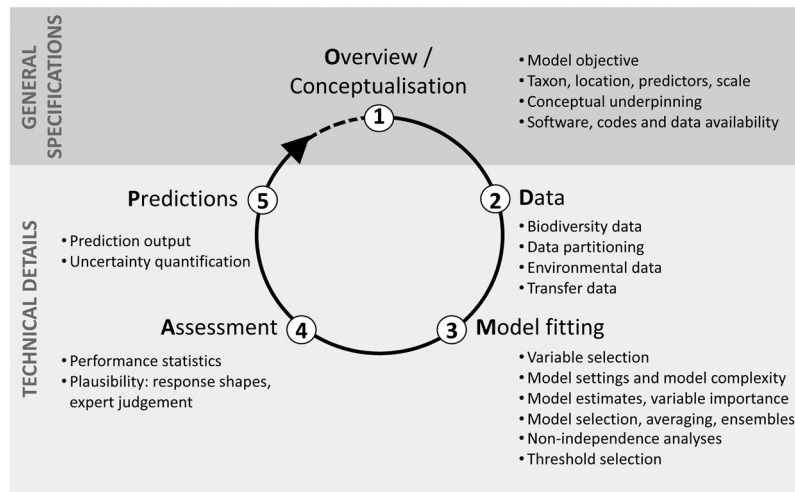 GENERAL
SPECIFICATIONS
Overview /
Conceptualisation
1
• Model objective
• Taxon, location, predictors, scale
• Conceptual underpinning
• Software, codes and data availability
TECHNICAL DETAILS
2
Data
• Biodiversity data
• Data partitioning
• Environmental data
• Transfer data
3
Model fitting
• Variable selection
• Model settings and model complexity
• Model estimates, variable importance
• Model selection, averaging, ensembles
• Non-independence analyses
• Threshold selection
Assessment
4
• Performance statistics
• Plausibility: response shapes,
expert judgement
Predictions
5
• Prediction output
• Uncertainty quantification